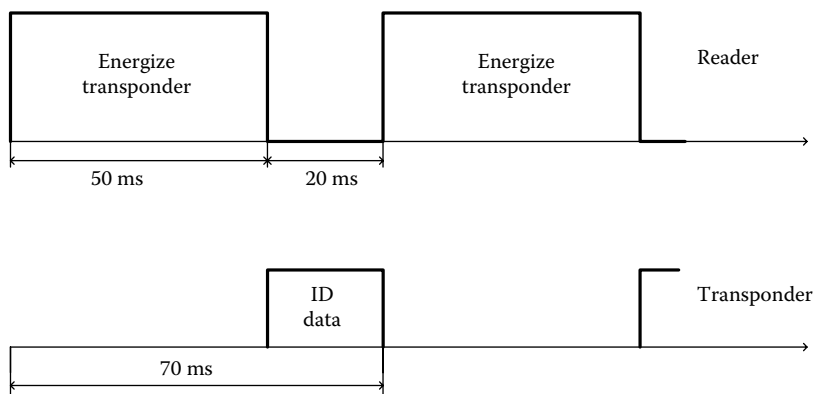 Energize
transponder
Energize
transponder
Reader
50 ms
20 ms
ID
data
Transponder
70 ms